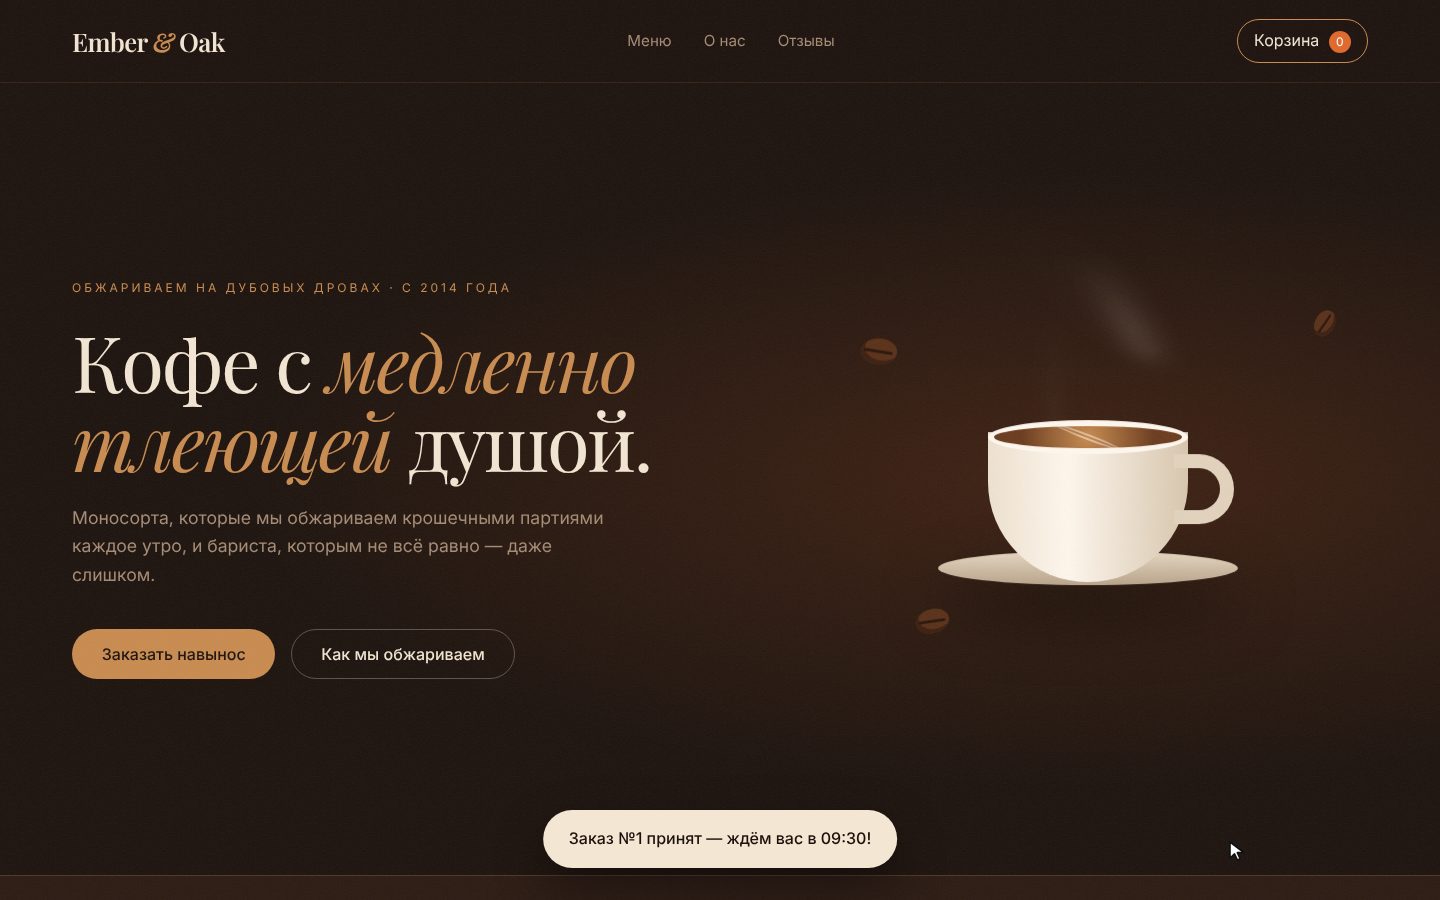 Ember & Oak
Меню
О нас
Отзывы
Корзина 0
ОБЖАРИВАЕМ НА ДУБОВЫХ ДРОВАХ · С 2014 ГОДА
Кофе с медленно
тлеющей душой.
Моносорта, которые мы обжариваем крошечными партиями
каждое утро, и бариста, которым не всё равно — даже
слишком.
Заказать навынос
Как мы обжариваем
Заказ №1 принят — ждём вас в 09:30!